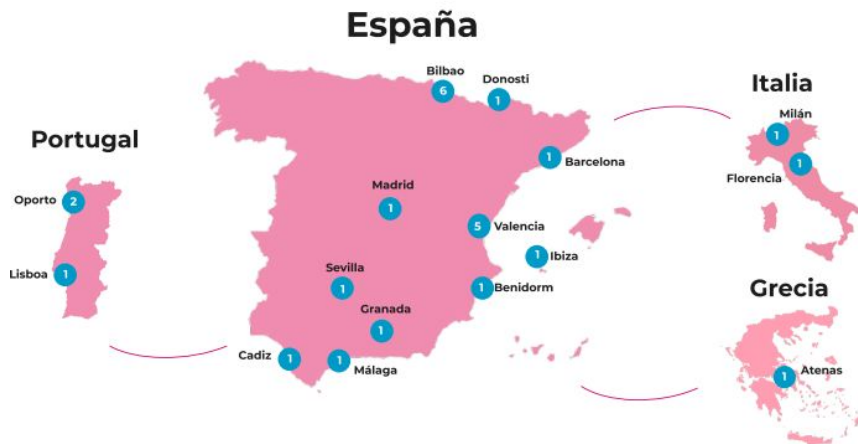 España
Bilbao
6
Donosti
1
Barcelona
1
Madrid
1
Valencia
5
Ibiza
1
Sevilla
1
Benidorm
1
Granada
1
Cadiz
1
Málaga
1
Portugal
Oporto
2
Lisboa
1
Italia
Milán
1
Florencia
1
Grecia
Atenas
1